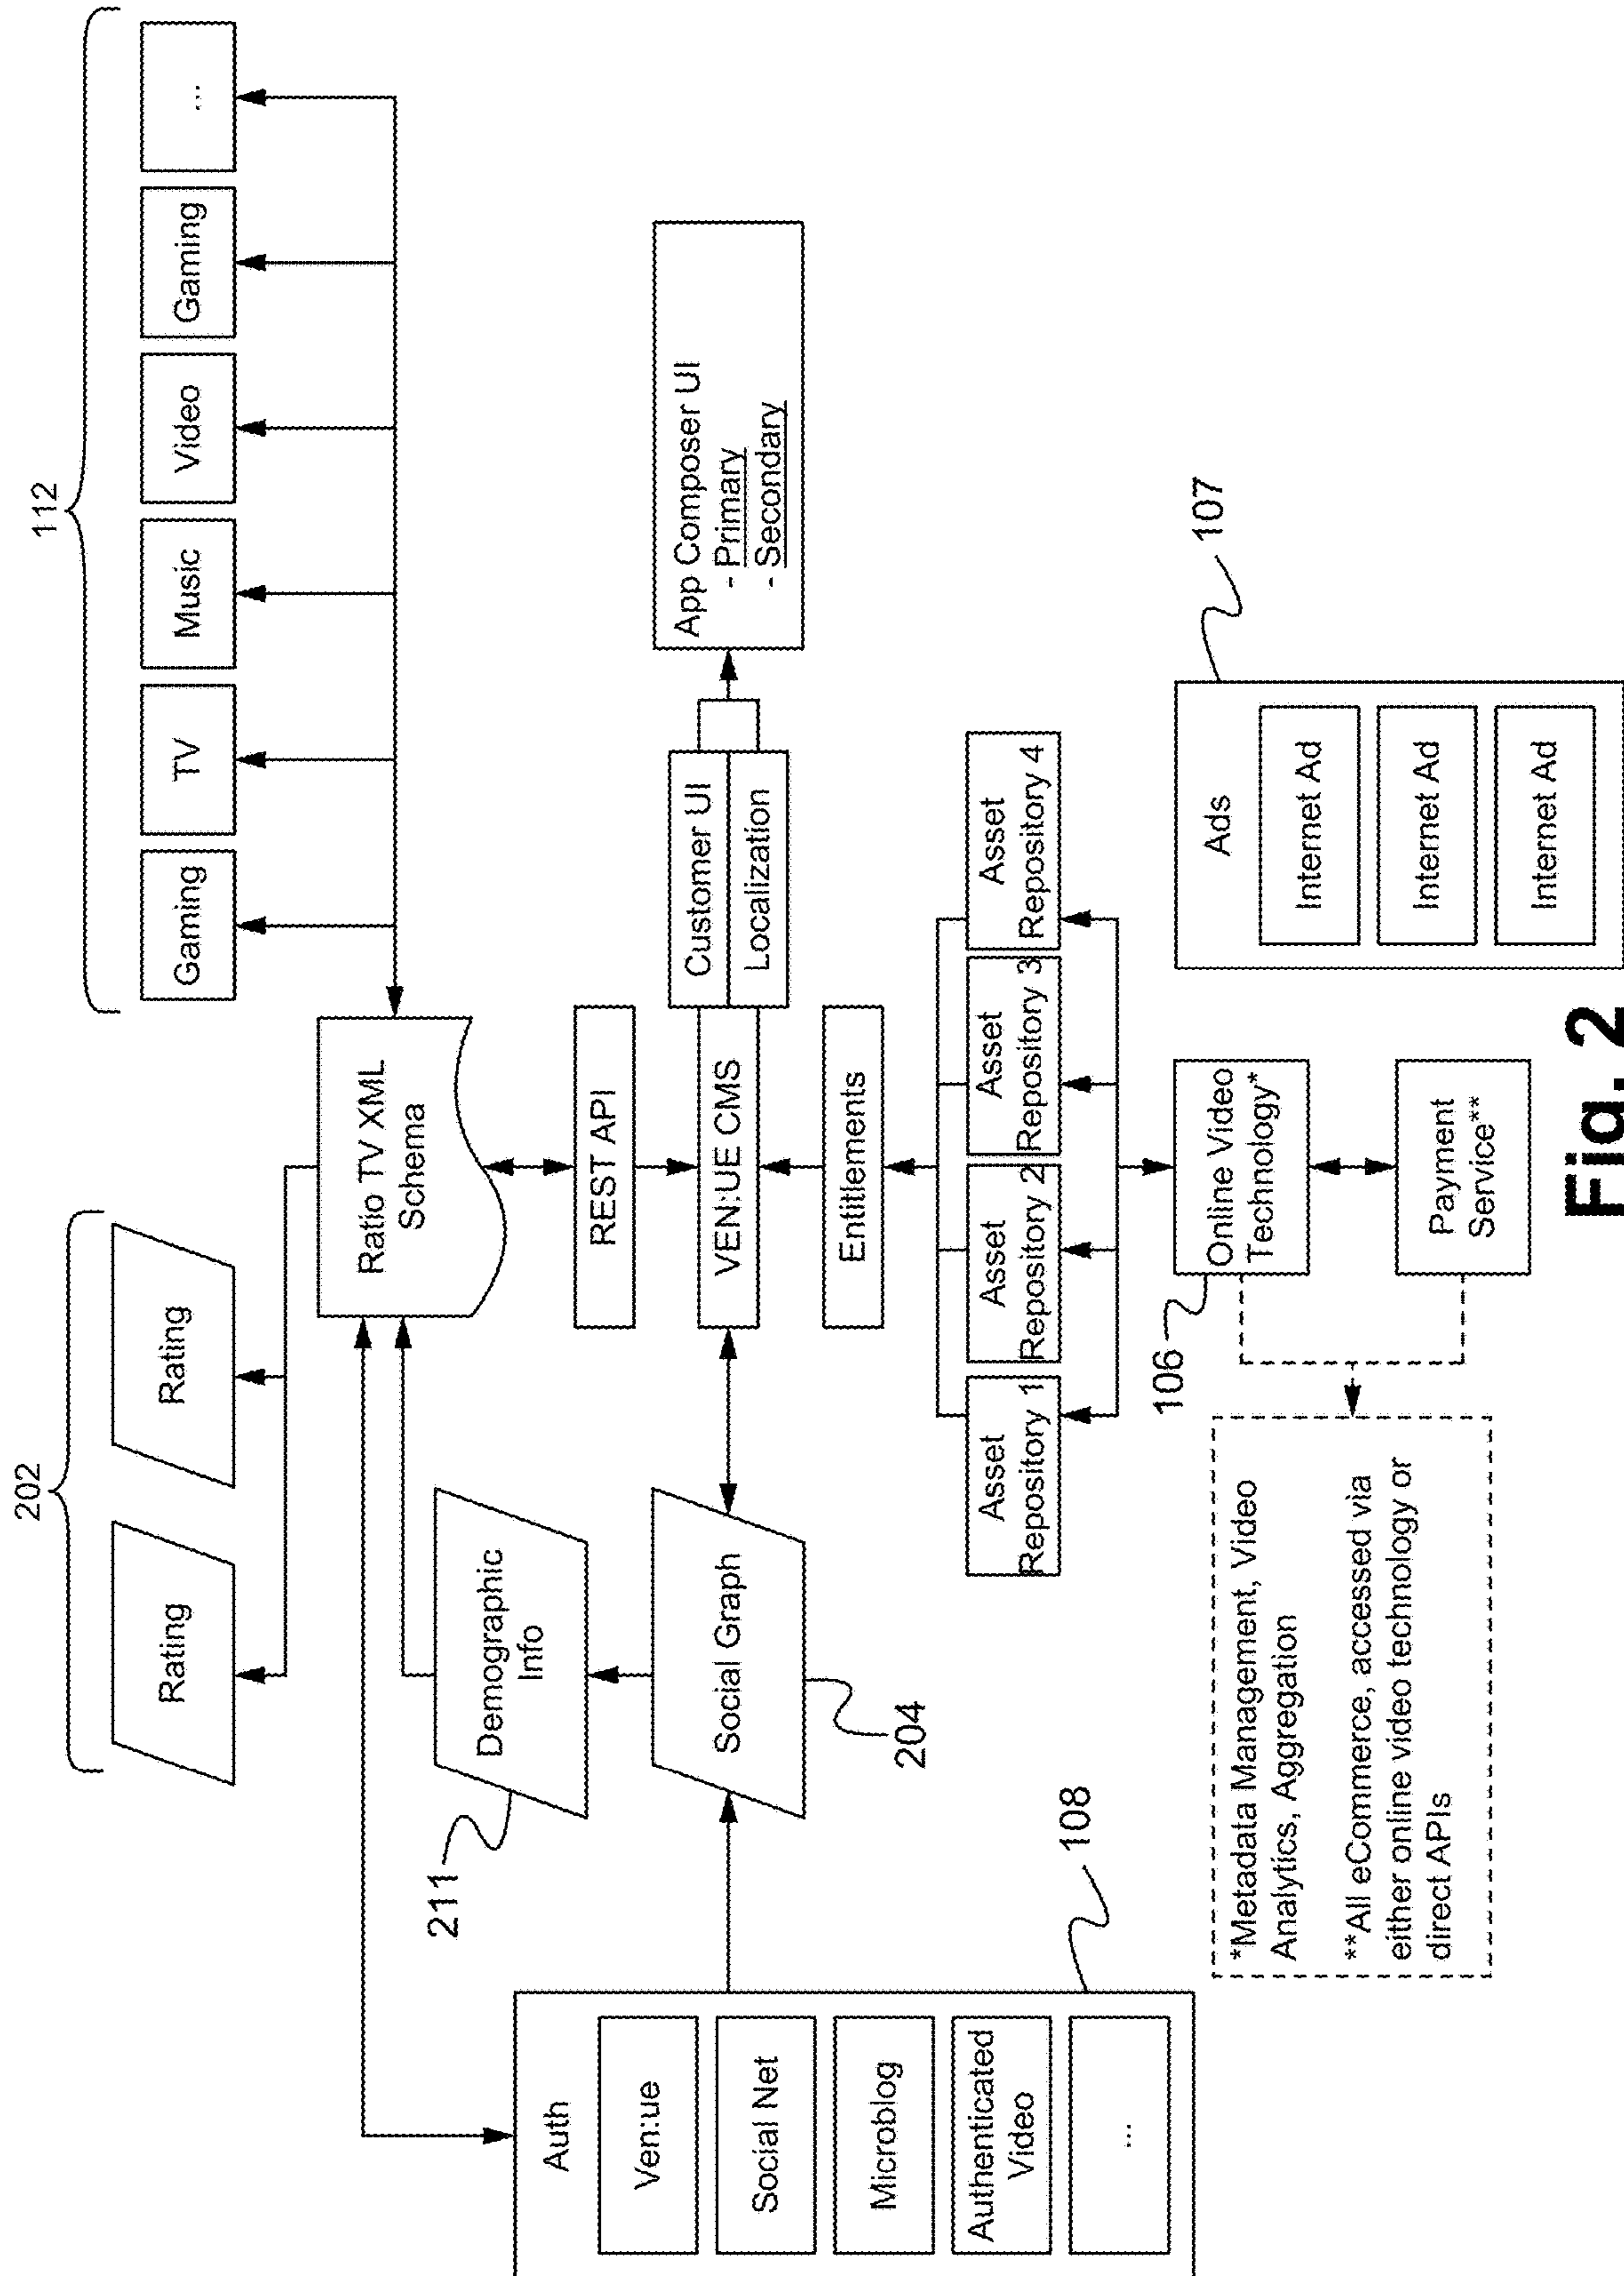 202
112
Rating
Rating
Gaming
TV
Music
Video
Gaming
...
Ratio TV XML
Schema
211
Demographic
Info
REST API
Auth
Ven:ue
Social Net
Microblog
Authenticated
Video
...
108
Social Graph
204
VEN:UE CMS
Customer UI
Localization
App Composer UI
- Primary
- Secondary
Entitlements
Asset
Repository 1
Asset
Repository 2
Asset
Repository 3
Asset
Repository 4
106
Online Video
Technology*
Payment
Service**
*Metadata Management, Video
Analytics, Aggregation
**All eCommerce, accessed via
either online video technology or
direct APIs
107
Ads
Internet Ad
Internet Ad
Internet Ad
Fig. 2